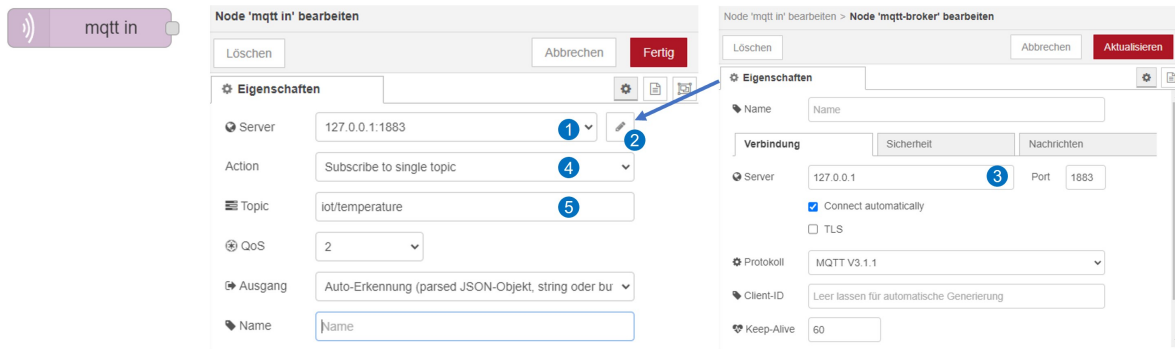 mqtt in
Node 'mqtt in' bearbeiten
Löschen
Abbrechen
Fertig
Eigenschaften
Server
127.0.0.1:1883
1
2
Action
Subscribe to single topic
4
Topic
iot/temperature
5
QoS
2
Ausgang
Auto-Erkennung (parsed JSON-Objekt, string oder bu
Name
Name
Node 'mqtt in' bearbeiten > Node 'mqtt-broker' bearbeiten
Löschen
Abbrechen
Aktualisieren
Eigenschaften
Name
Name
Verbindung
Sicherheit
Nachrichten
Server
127.0.0.1
3
Port
1883
Connect automatically
TLS
Protokoll
MQTT V3.1.1
Client-ID
Leer lassen für automatische Generierung
Keep-Alive
60